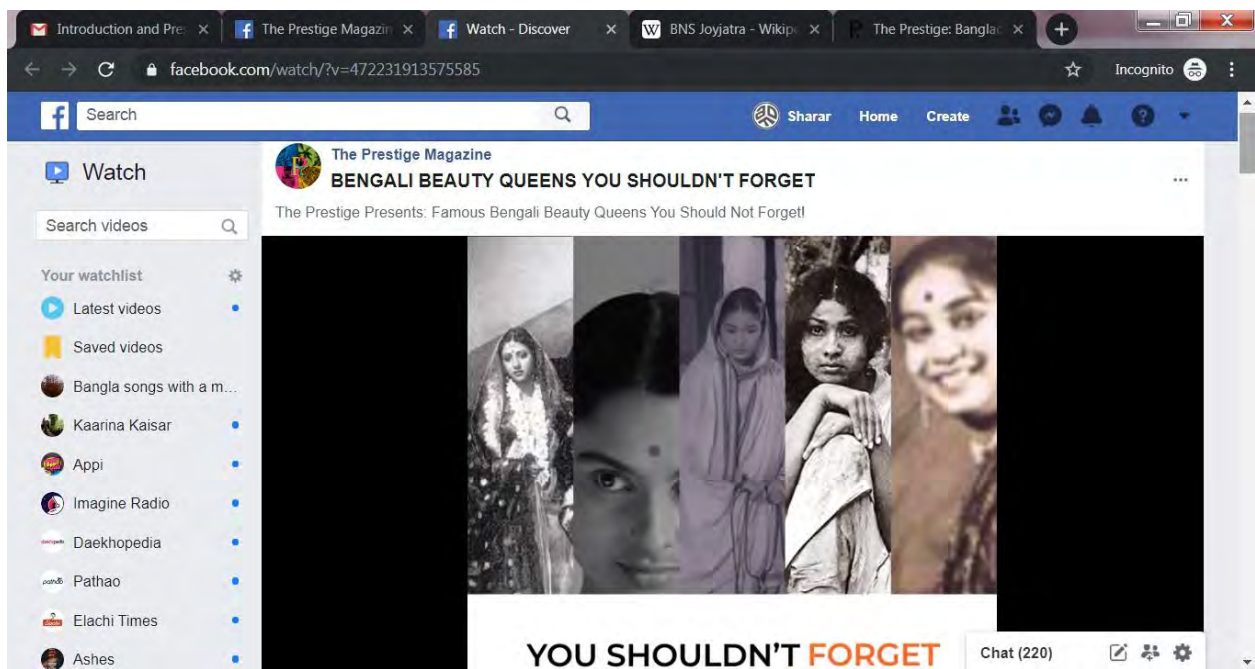 Introduction and Pre
The Prestige Magazin
Watch - Discover
BNS Joyjatra - Wikip
The Prestige: Banglad
facebook.com/watch/?v=472231913575585
Incognito
Search
Sharar
Home
Create
Watch
The Prestige Magazine
BENGALI BEAUTY QUEENS YOU SHOULDN'T FORGET
The Prestige Presents: Famous Bengali Beauty Queens You Should Not Forget!
Search videos
Your watchlist
Latest videos
Saved videos
Bangla songs with a m...
Kaarina Kaisar
Appi
Imagine Radio
Daekhopedia
Pathao
Elachi Times
Ashes
YOU SHOULDN'T FORGET
Chat (220)